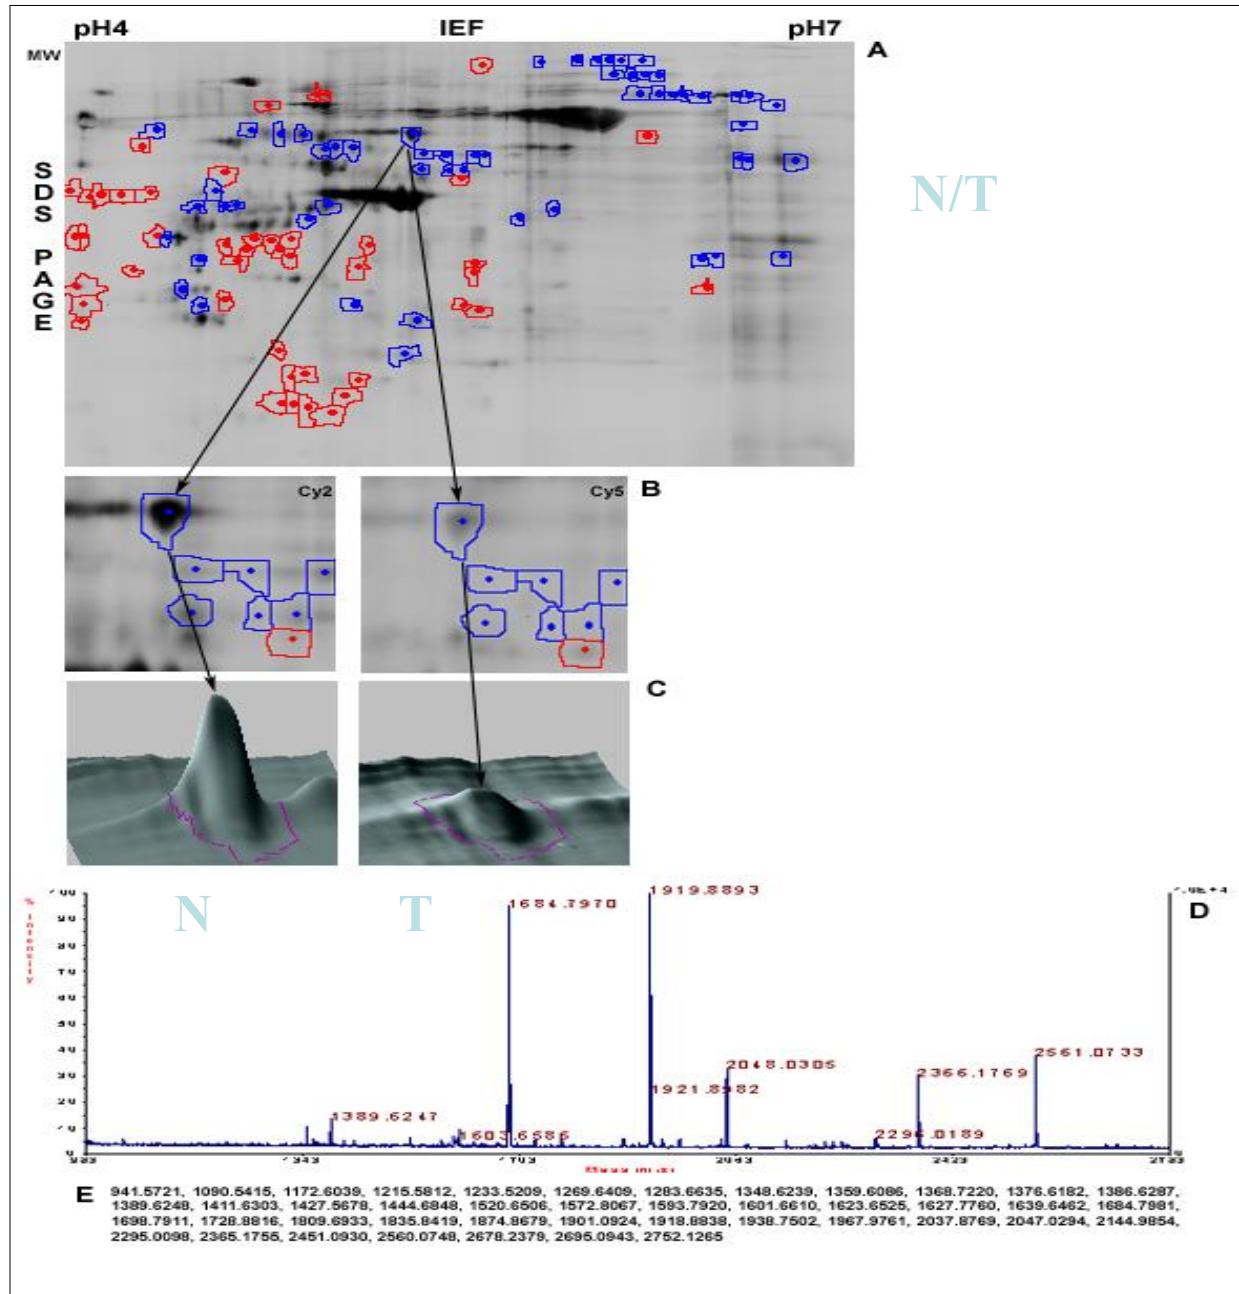 pH4 IEF pH7
MW A
S
D
S
N/T
P
A
G
E
Cy2 Cy5 B
C
N T
1919.8893
1684.7970
D
2561.0733
2048.0305
2366.1769
1921.8982
1389.6247
1603.6585
2295.0189
E 941.5721, 1090.5415, 1172.6039, 1215.5812, 1233.5209, 1269.6409, 1283.6635, 1348.6239, 1359.6086, 1368.7220, 1376.6182, 1386.6287,
1389.6248, 1411.6303, 1427.5678, 1444.6848, 1520.6506, 1572.8067, 1593.7920, 1601.6610, 1623.6525, 1627.7760, 1639.6462, 1684.7981,
1698.7911, 1728.8816, 1809.6933, 1835.8419, 1874.8679, 1901.0924, 1918.8838, 1938.7502, 1967.9761, 2037.8769, 2047.0294, 2144.9854,
2295.0098, 2365.1755, 2451.0930, 2560.0748, 2678.2379, 2695.0943, 2752.1265